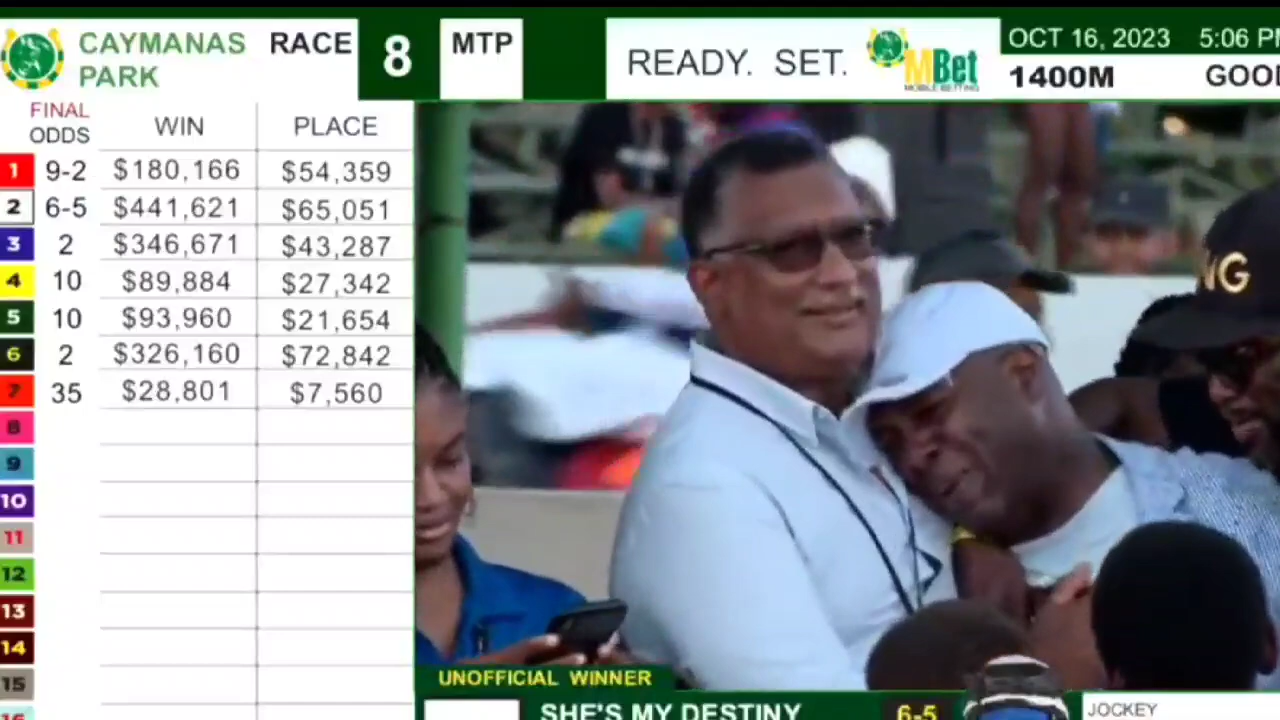 CAYMANAS PARK
RACE 8 MTP
READY. SET.
MBet
MOBILE BETTING
OCT 16, 2023 5:06 P
1400M GOO
FINAL ODDS WIN PLACE
1 9-2 $180,166 $54,359
2 6-5 $441,621 $65,051
3 2 $346,671 $43,287
4 10 $89,884 $27,342
5 10 $93,960 $21,654
6 2 $326,160 $72,842
7 35 $28,801 $7,560
8
9
10
11
12
13
14
15
16
NG
UNOFFICIAL WINNER
SHE'S MY DESTINY 6-5
JOCKEY